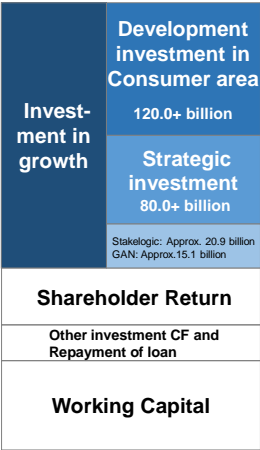 Invest-
ment in
growth
Development
investment in
Consumer area
120.0+ billion
Strategic
investment
80.0+ billion
Stakelogic: Approx. 20.9 billion
GAN: Approx.15.1 billion
Shareholder Return
Other investment CF and
Repayment of loan
Working Capital